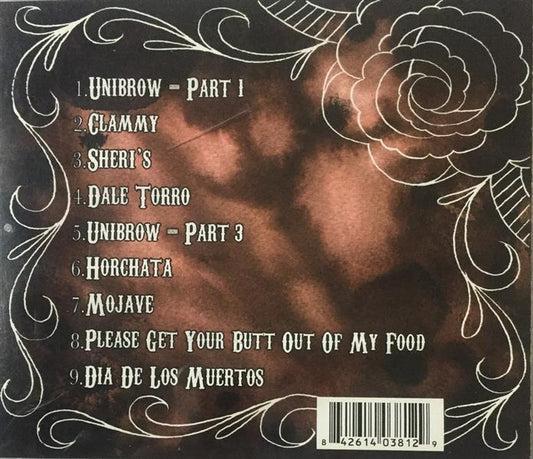 1.Unibrow - Part 1
2.Clammy
3.Sheri's
4.Dale Torro
5.Unibrow - Part 3
6.Horchata
7.Mojave
8.Please Get Your Butt Out Of My Food
9.Dia De Los Muertos
8 42614 03812 9